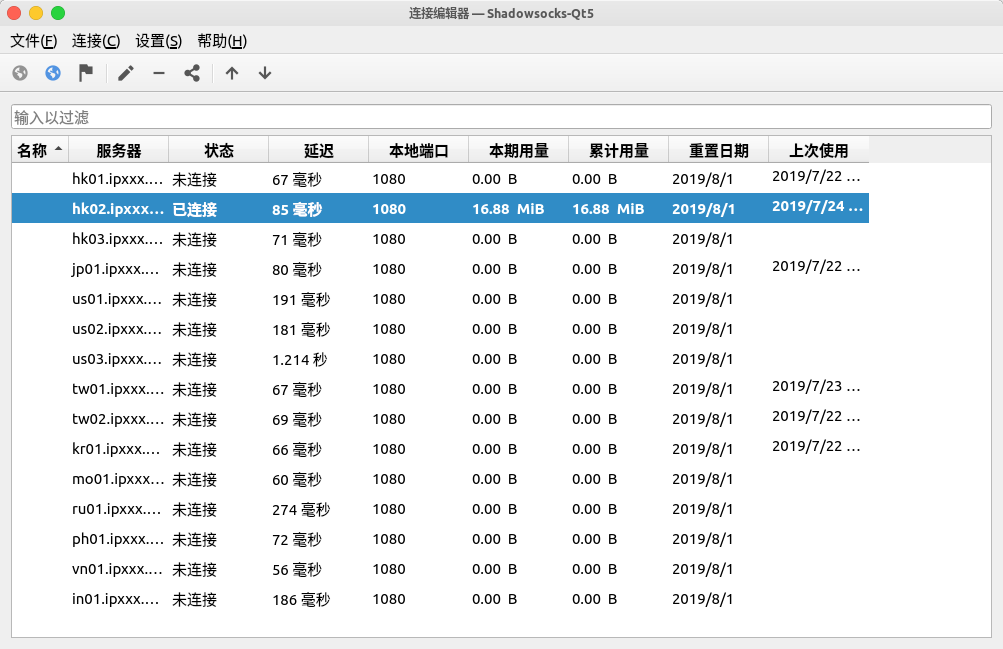 连接编辑器 — Shadowsocks-Qt5
文件(F) 连接(C) 设置(S) 帮助(H)
输入以过滤
名称 服务器 状态 延迟 本地端口 本期用量 累计用量 重置日期 上次使用
hk01.ipxxx.… 未连接 67 毫秒 1080 0.00 B 0.00 B 2019/8/1 2019/7/22 …
hk02.ipxxx… 已连接 85 毫秒 1080 16.88 MiB 16.88 MiB 2019/8/1 2019/7/24 …
hk03.ipxxx.… 未连接 71 毫秒 1080 0.00 B 0.00 B 2019/8/1
jp01.ipxxx.… 未连接 80 毫秒 1080 0.00 B 0.00 B 2019/8/1 2019/7/22 …
us01.ipxxx.… 未连接 191 毫秒 1080 0.00 B 0.00 B 2019/8/1
us02.ipxxx.… 未连接 181 毫秒 1080 0.00 B 0.00 B 2019/8/1
us03.ipxxx.… 未连接 1.214 秒 1080 0.00 B 0.00 B 2019/8/1
tw01.ipxxx.… 未连接 67 毫秒 1080 0.00 B 0.00 B 2019/8/1 2019/7/23 …
tw02.ipxxx.… 未连接 69 毫秒 1080 0.00 B 0.00 B 2019/8/1 2019/7/22 …
kr01.ipxxx.… 未连接 66 毫秒 1080 0.00 B 0.00 B 2019/8/1 2019/7/22 …
mo01.ipxxx.… 未连接 60 毫秒 1080 0.00 B 0.00 B 2019/8/1
ru01.ipxxx.… 未连接 274 毫秒 1080 0.00 B 0.00 B 2019/8/1
ph01.ipxxx.… 未连接 72 毫秒 1080 0.00 B 0.00 B 2019/8/1
vn01.ipxxx.… 未连接 56 毫秒 1080 0.00 B 0.00 B 2019/8/1
in01.ipxxx.… 未连接 186 毫秒 1080 0.00 B 0.00 B 2019/8/1